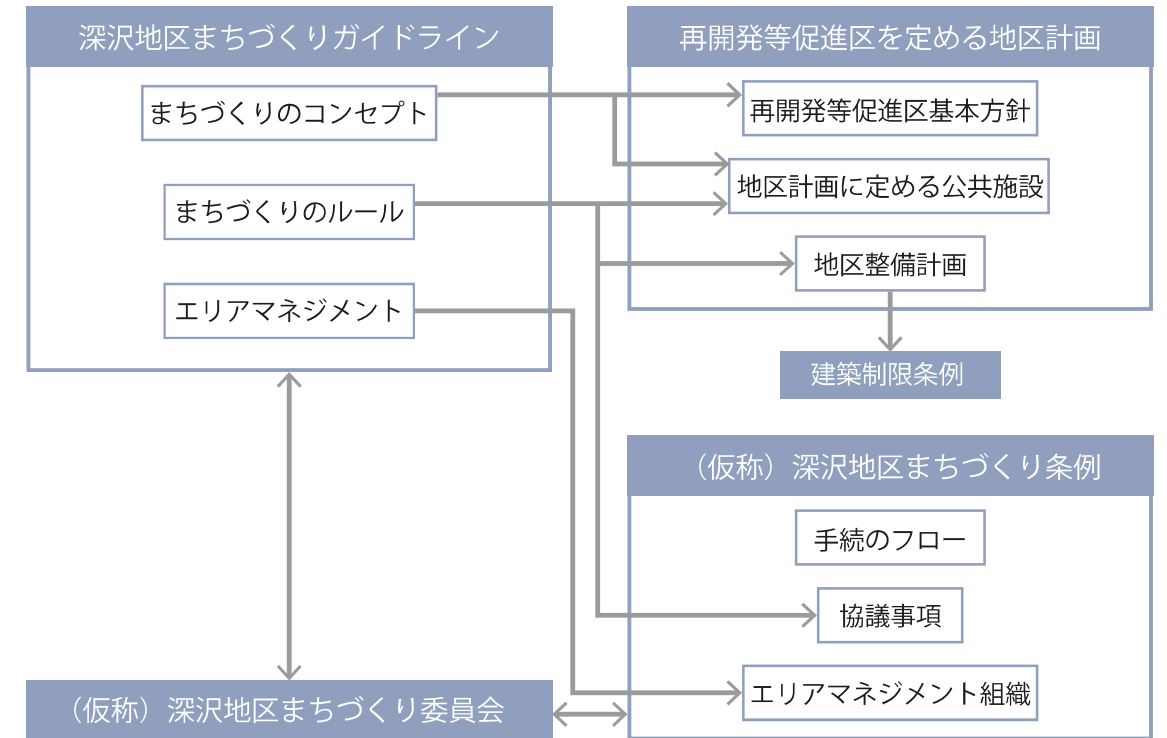 深沢地区まちづくりガイドライン
まちづくりのコンセプト
まちづくりのルール
エリアマネジメント
再開発等促進区を定める地区計画
再開発等促進区基本方針
地区計画に定める公共施設
地区整備計画
建築制限条例
（仮称）深沢地区まちづくり条例
手続のフロー
協議事項
エリアマネジメント組織
（仮称）深沢地区まちづくり委員会